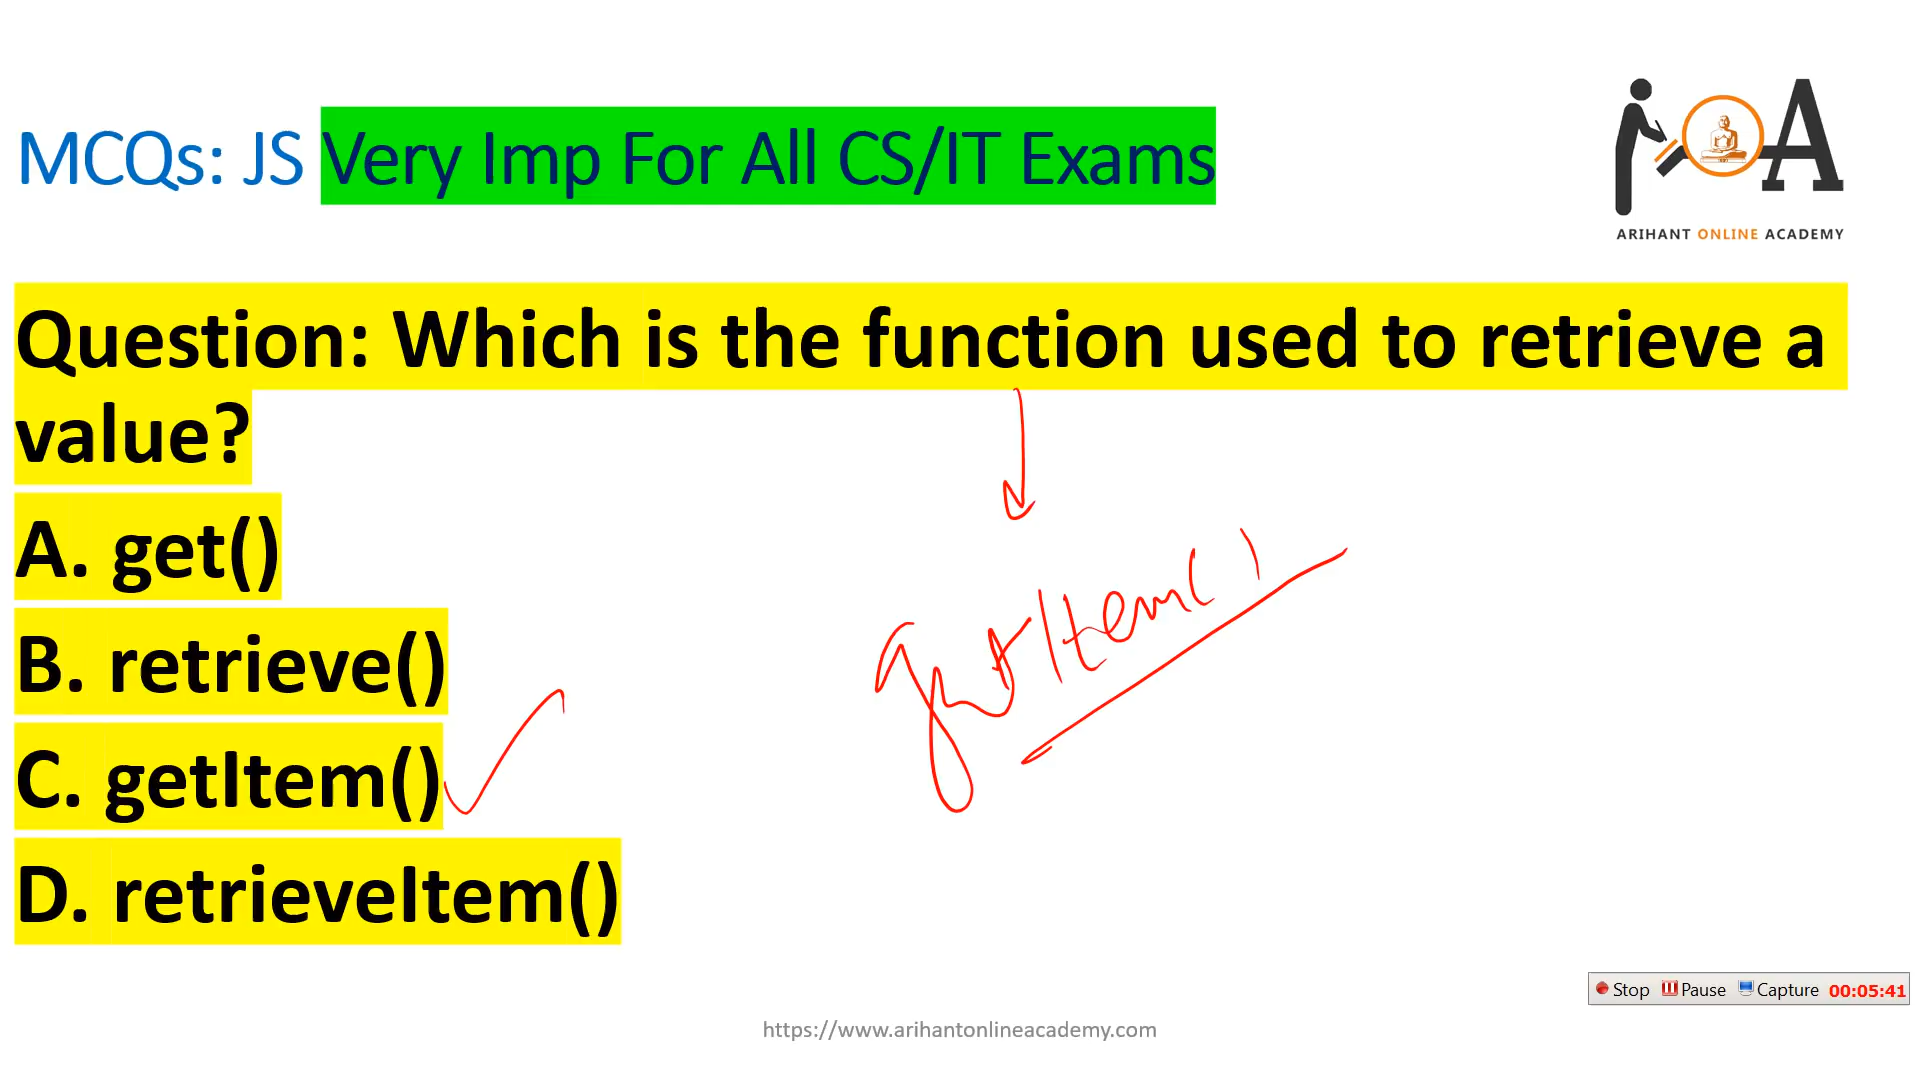 MCQs: JS Very Imp For All CS/IT Exams
A
ARIHANT ONLINE ACADEMY
Question: Which is the function used to retrieve a
value?
A. get()
B. retrieve()
C. getItem()
D. retrieveItem()
getItem()
Stop Pause Capture 00:05:41
https://www.arihantonlineacademy.com